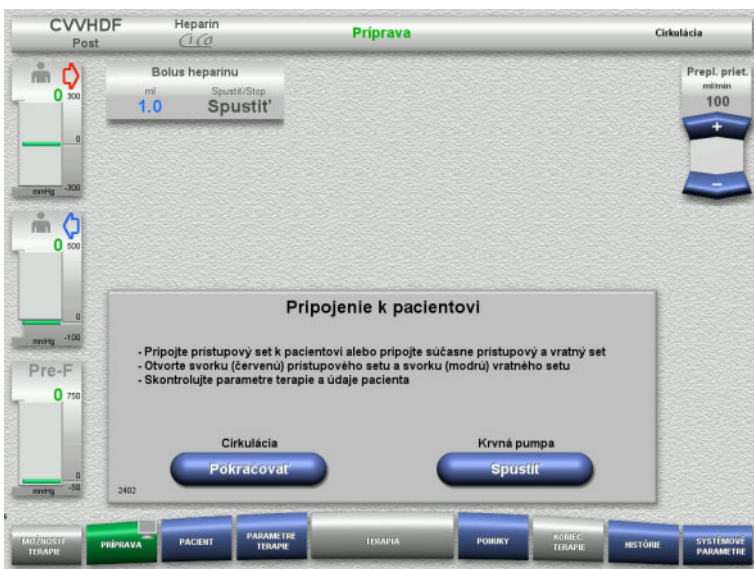 CVVHDF
Post
Heparin
Ci Ca
Príprava
Cirkulácia
0
300
0
mmHg
-300
Bolus heparínu
ml
Spustiť/Stop
1.0
Spustiť
Prepl. priet.
ml/min
100
+
−
0
500
0
mmHg
-100
Pre-F
0
750
0
mmHg
-50
Pripojenie k pacientovi
- Pripojte prístupový set k pacientovi alebo pripojte súčasne prístupový a vratný set
- Otvorte svorku (červenú) prístupového setu a svorku (modrú) vratného setu
- Skontrolujte parametre terapie a údaje pacienta
Cirkulácia
Pokračovať
Krvná pumpa
Spustiť
2402
MOŽNOSTI
TERAPIE
PRÍPRAVA
PACIENT
PARAMETRE
TERAPIE
TERAPIA
PONUKY
KONIEC
TERAPIE
HISTÓRIE
SYSTÉMOVÉ
PARAMETRE